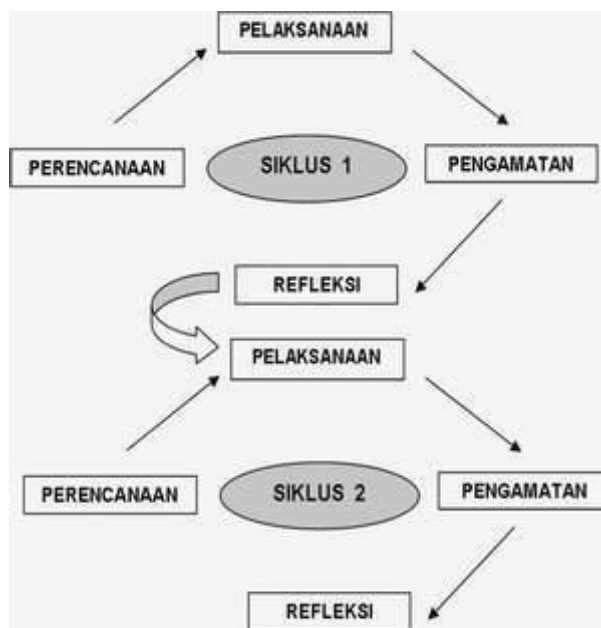 PELAKSANAAN
PERENCANAAN
SIKLUS 1
PENGAMATAN
REFLEKSI
PELAKSANAAN
PERENCANAAN
SIKLUS 2
PENGAMATAN
REFLEKSI